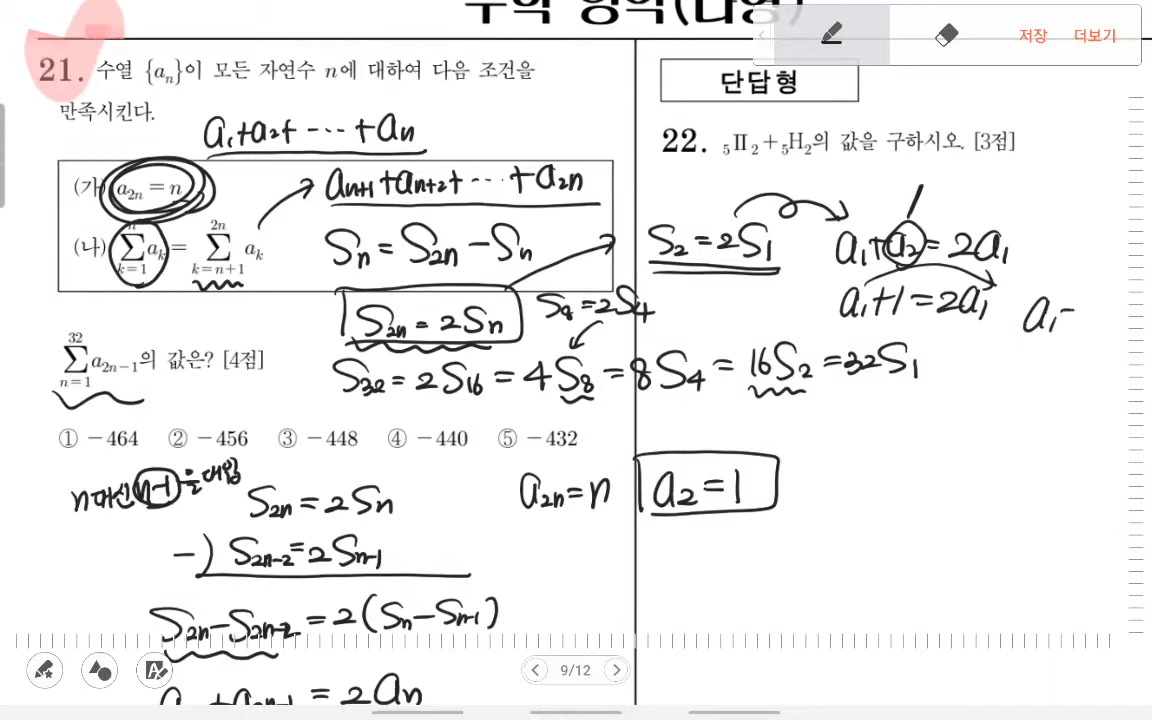 수학 영역(나형)
저장 더보기
21. 수열 {aₙ}이 모든 자연수 n에 대하여 다음 조건을
만족시킨다.
a₁+a₂+ ⋯ +aₙ
(가) a₂ₙ = n
aₙ₊₁+aₙ₊₂+ ⋯ +a₂ₙ
(나) ∑ₖ₌₁ⁿ aₖ = ∑ₖ₌ₙ₊₁²ⁿ aₖ
Sₙ = S₂ₙ − Sₙ
S₂ₙ = 2Sₙ
S₈ = 2S₄
∑ₙ₌₁³² a₂ₙ₋₁의 값은? [4점]
S₃₂ = 2S₁₆ = 4S₈ = 8S₄ = 16S₂ = 32S₁
① −464 ② −456 ③ −448 ④ −440 ⑤ −432
n대신 n-1을 대입
S₂ₙ = 2Sₙ
−) S₂ₙ₋₂ = 2Sₙ₋₁
S₂ₙ − S₂ₙ₋₂ = 2(Sₙ − Sₙ₋₁)
= 2aₙ
a₂ₙ = n
a₂ = 1
단답형
22. ₅Π₂+₅H₂의 값을 구하시오. [3점]
S₂ = 2S₁
a₁+a₂ = 2a₁
a₁+1 = 2a₁
a₁-
9/12